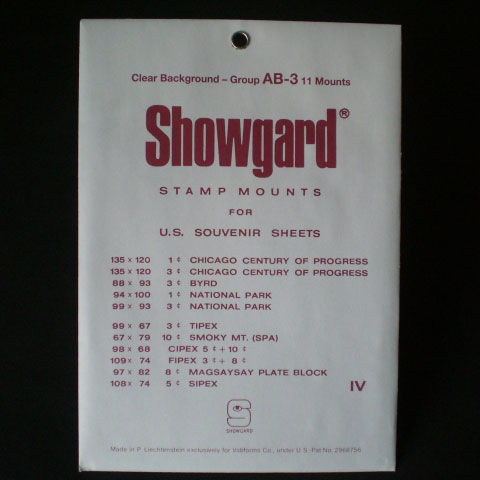 Clear Background – Group AB-3 11 Mounts
Showgard®
STAMP MOUNTS
FOR
U.S. SOUVENIR SHEETS
135 x 120 1 ¢ CHICAGO CENTURY OF PROGRESS
135 x 120 3 ¢ CHICAGO CENTURY OF PROGRESS
88 x 93 3 ¢ BYRD
94 x 100 1 ¢ NATIONAL PARK
99 x 93 3 ¢ NATIONAL PARK
99 x 67 3 ¢ TIPEX
67 x 79 10 ¢ SMOKY MT. (SPA)
98 x 68 CIPEX 5 ¢ + 10 ¢
109 x 74 FIPEX 3 ¢ + 8 ¢
97 x 82 8 ¢ MAGSAYSAY PLATE BLOCK
108 x 74 5 ¢ SIPEX
IV
SHOWGARD
Made in P. Liechtenstein exclusively for Vidiforms Co., under U.S. Pat No. 2966756